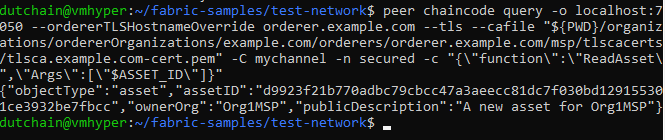 dutchain@vmhyper:~/fabric-samples/test-network$ peer chaincode query -o localhost:7
050 --ordererTLSHostnameOverride orderer.example.com --tls --cafile "${PWD}/organiz
ations/ordererOrganizations/example.com/orderers/orderer.example.com/msp/tlscacerts
/tlsca.example.com-cert.pem" -C mychannel -n secured -c "{\"function\":\"ReadAsset\
",\"Args\":[\"$ASSET_ID\"]}"
{"objectType":"asset","assetID":"d9923f21b770adbc79cbcc47a3aeecc81dc7f030bd12915530
1ce3932be7fbcc","ownerOrg":"Org1MSP","publicDescription":"A new asset for Org1MSP"}
dutchain@vmhyper:~/fabric-samples/test-network$